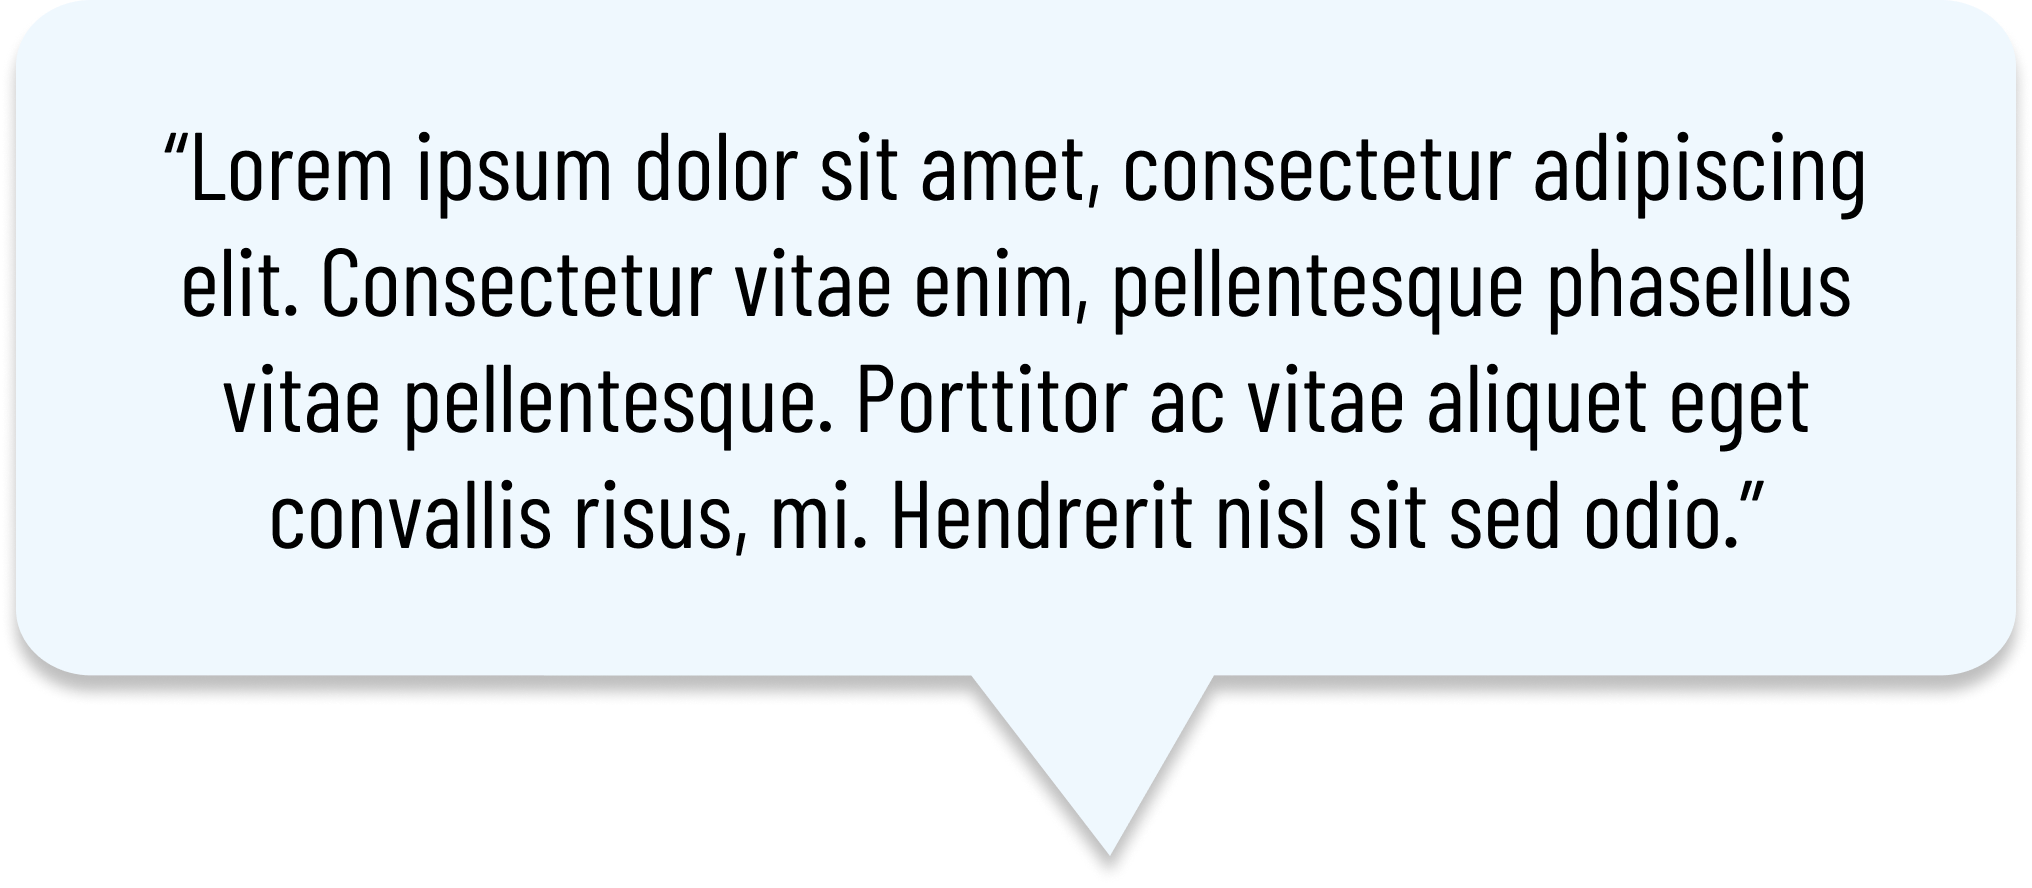 “Lorem ipsum dolor sit amet, consectetur adipiscing
elit. Consectetur vitae enim, pellentesque phasellus
vitae pellentesque. Porttitor ac vitae aliquet eget
convallis risus, mi. Hendrerit nisl sit sed odio.”